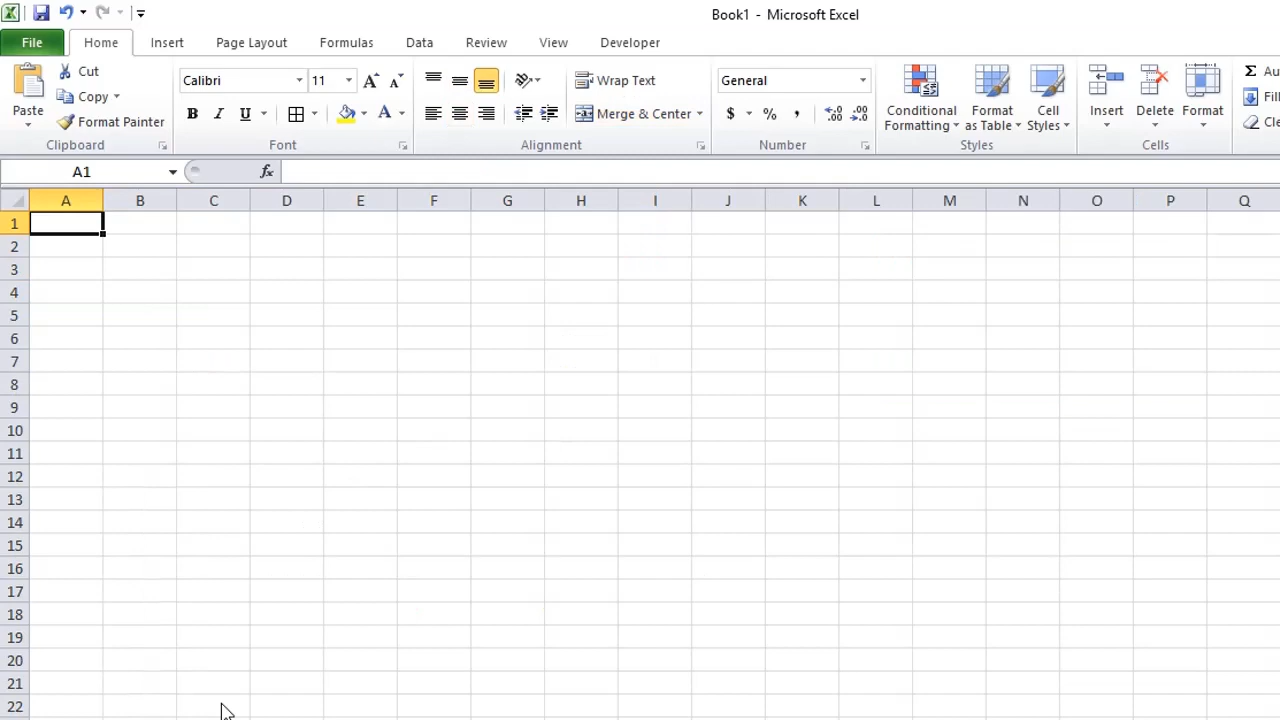 Book1 - Microsoft Excel
File Home Insert Page Layout Formulas Data Review View Developer
Cut
Copy
Format Painter
Paste
Clipboard
Calibri 11
B I U A
Font
Wrap Text
Merge & Center
Alignment
General
$ % ,
Number
Conditional Formatting
Format as Table
Cell Styles
Styles
Insert Delete Format
Cells
Σ Au
Fil
Cle
A1 fx
A B C D E F G H I J K L M N O P Q
1
2
3
4
5
6
7
8
9
10
11
12
13
14
15
16
17
18
19
20
21
22